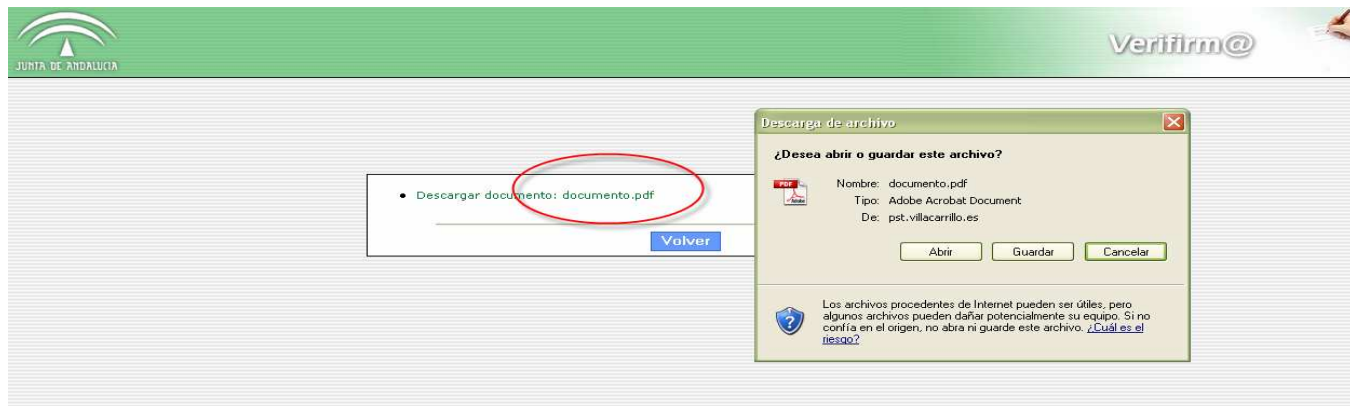 JUNTA DE ANDALUCIA
Verifirm@
Descargar documento: documento.pdf
Volver
Descarga de archivo
¿Desea abrir o guardar este archivo?
PDF
Adobe
Nombre: documento.pdf
Tipo: Adobe Acrobat Document
De: pst.villacarrillo.es
Abrir Guardar Cancelar
Los archivos procedentes de Internet pueden ser útiles, pero
algunos archivos pueden dañar potencialmente su equipo. Si no
confía en el origen, no abra ni guarde este archivo. ¿Cuál es el
riesgo?